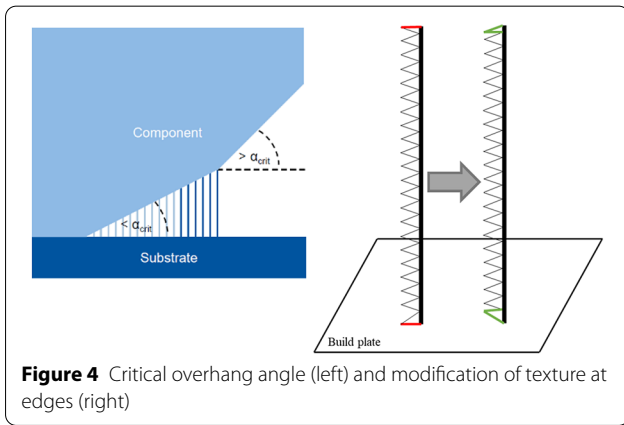 Component
> αcrit
< αcrit
Substrate
Build plate
Figure 4 Critical overhang angle (left) and modification of texture at
edges (right)